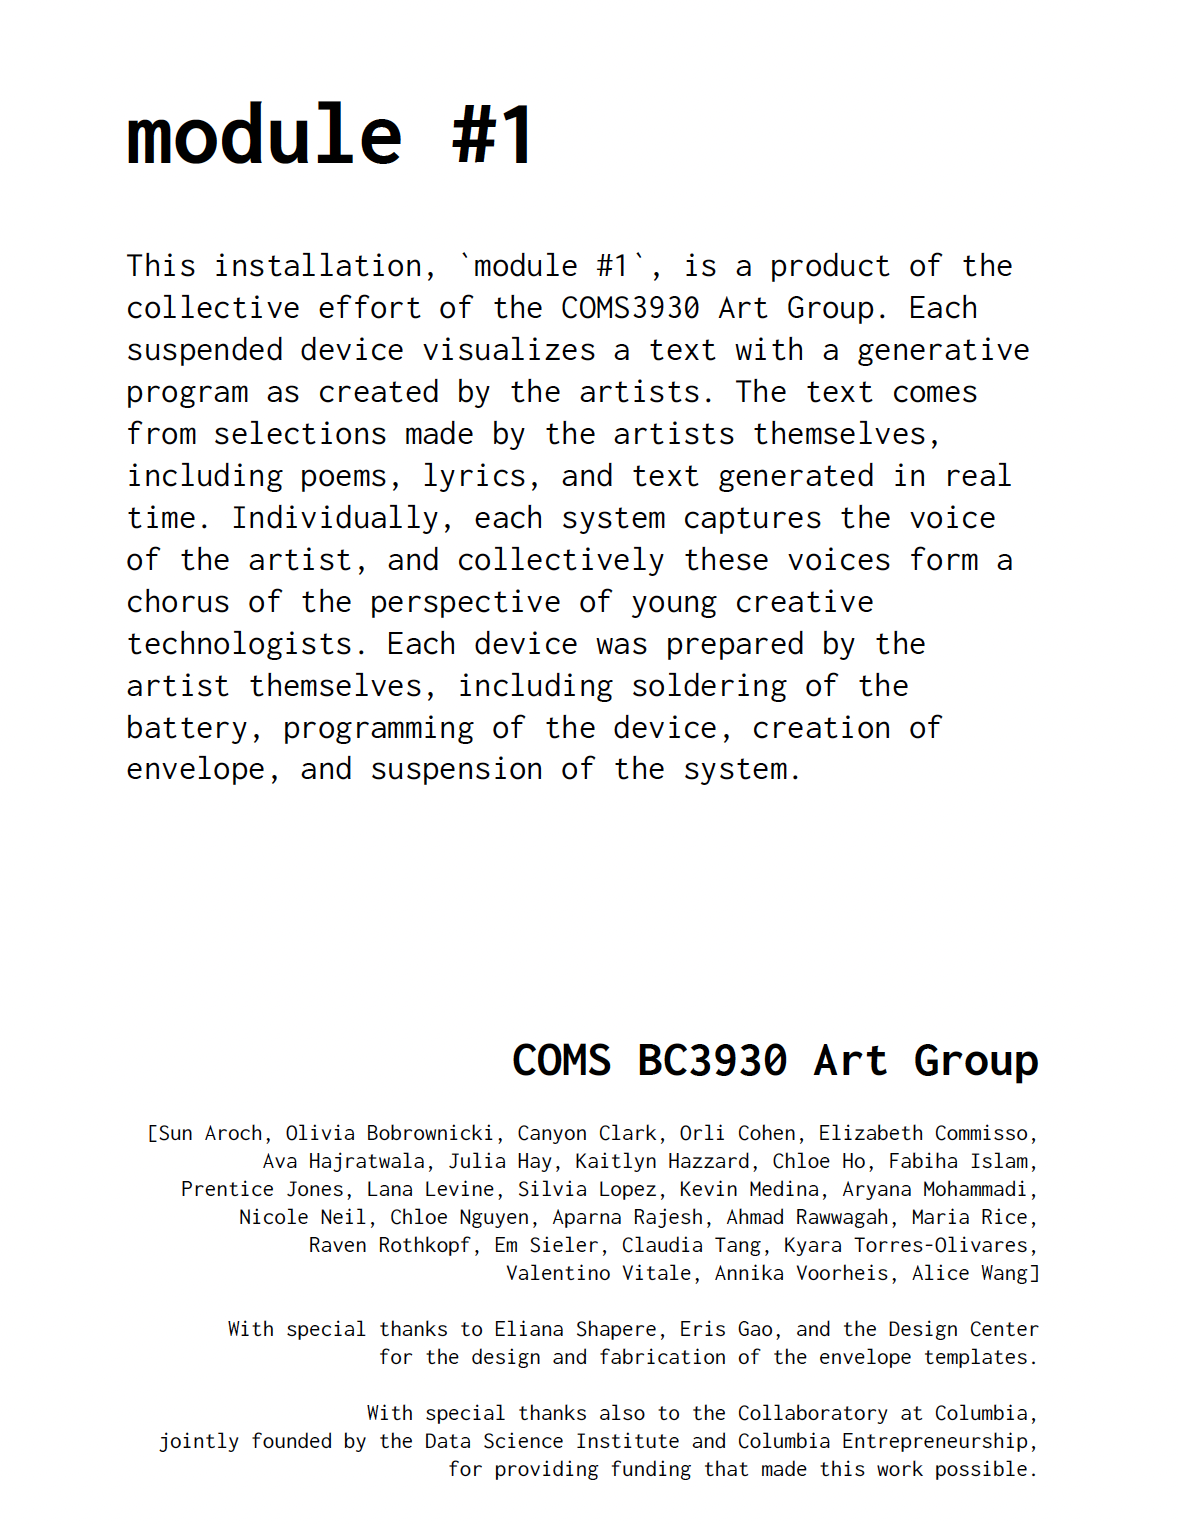 module #1
This installation, `module #1`, is a product of the
collective effort of the COMS3930 Art Group. Each
suspended device visualizes a text with a generative
program as created by the artists. The text comes
from selections made by the artists themselves,
including poems, lyrics, and text generated in real
time. Individually, each system captures the voice
of the artist, and collectively these voices form a
chorus of the perspective of young creative
technologists. Each device was prepared by the
artist themselves, including soldering of the
battery, programming of the device, creation of
envelope, and suspension of the system.
COMS BC3930 Art Group
[Sun Aroch, Olivia Bobrownicki, Canyon Clark, Orli Cohen, Elizabeth Commisso,
Ava Hajratwala, Julia Hay, Kaitlyn Hazzard, Chloe Ho, Fabiha Islam,
Prentice Jones, Lana Levine, Silvia Lopez, Kevin Medina, Aryana Mohammadi,
Nicole Neil, Chloe Nguyen, Aparna Rajesh, Ahmad Rawwagah, Maria Rice,
Raven Rothkopf, Em Sieler, Claudia Tang, Kyara Torres-Olivares,
Valentino Vitale, Annika Voorheis, Alice Wang]
With special thanks to Eliana Shapere, Eris Gao, and the Design Center
for the design and fabrication of the envelope templates.
With special thanks also to the Collaboratory at Columbia,
jointly founded by the Data Science Institute and Columbia Entrepreneurship,
for providing funding that made this work possible.